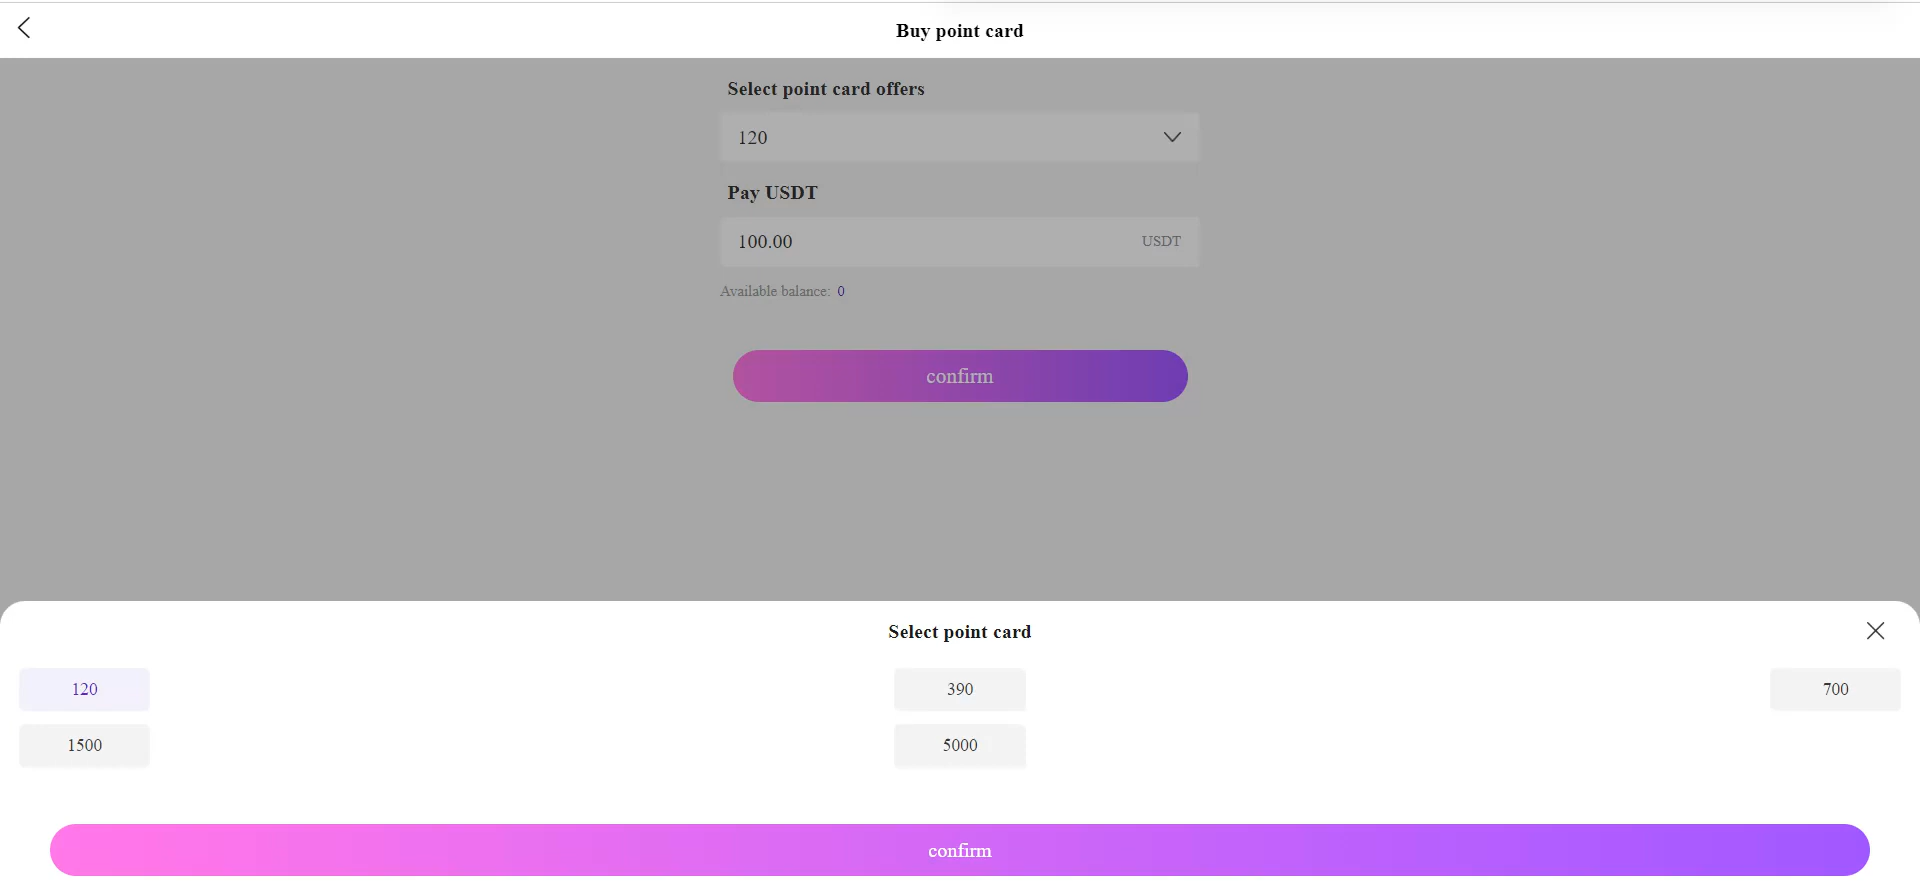 Buy point card
Select point card offers
120
Pay USDT
100.00 USDT
Available balance: 0
confirm
Select point card
120 390 700
1500 5000
confirm